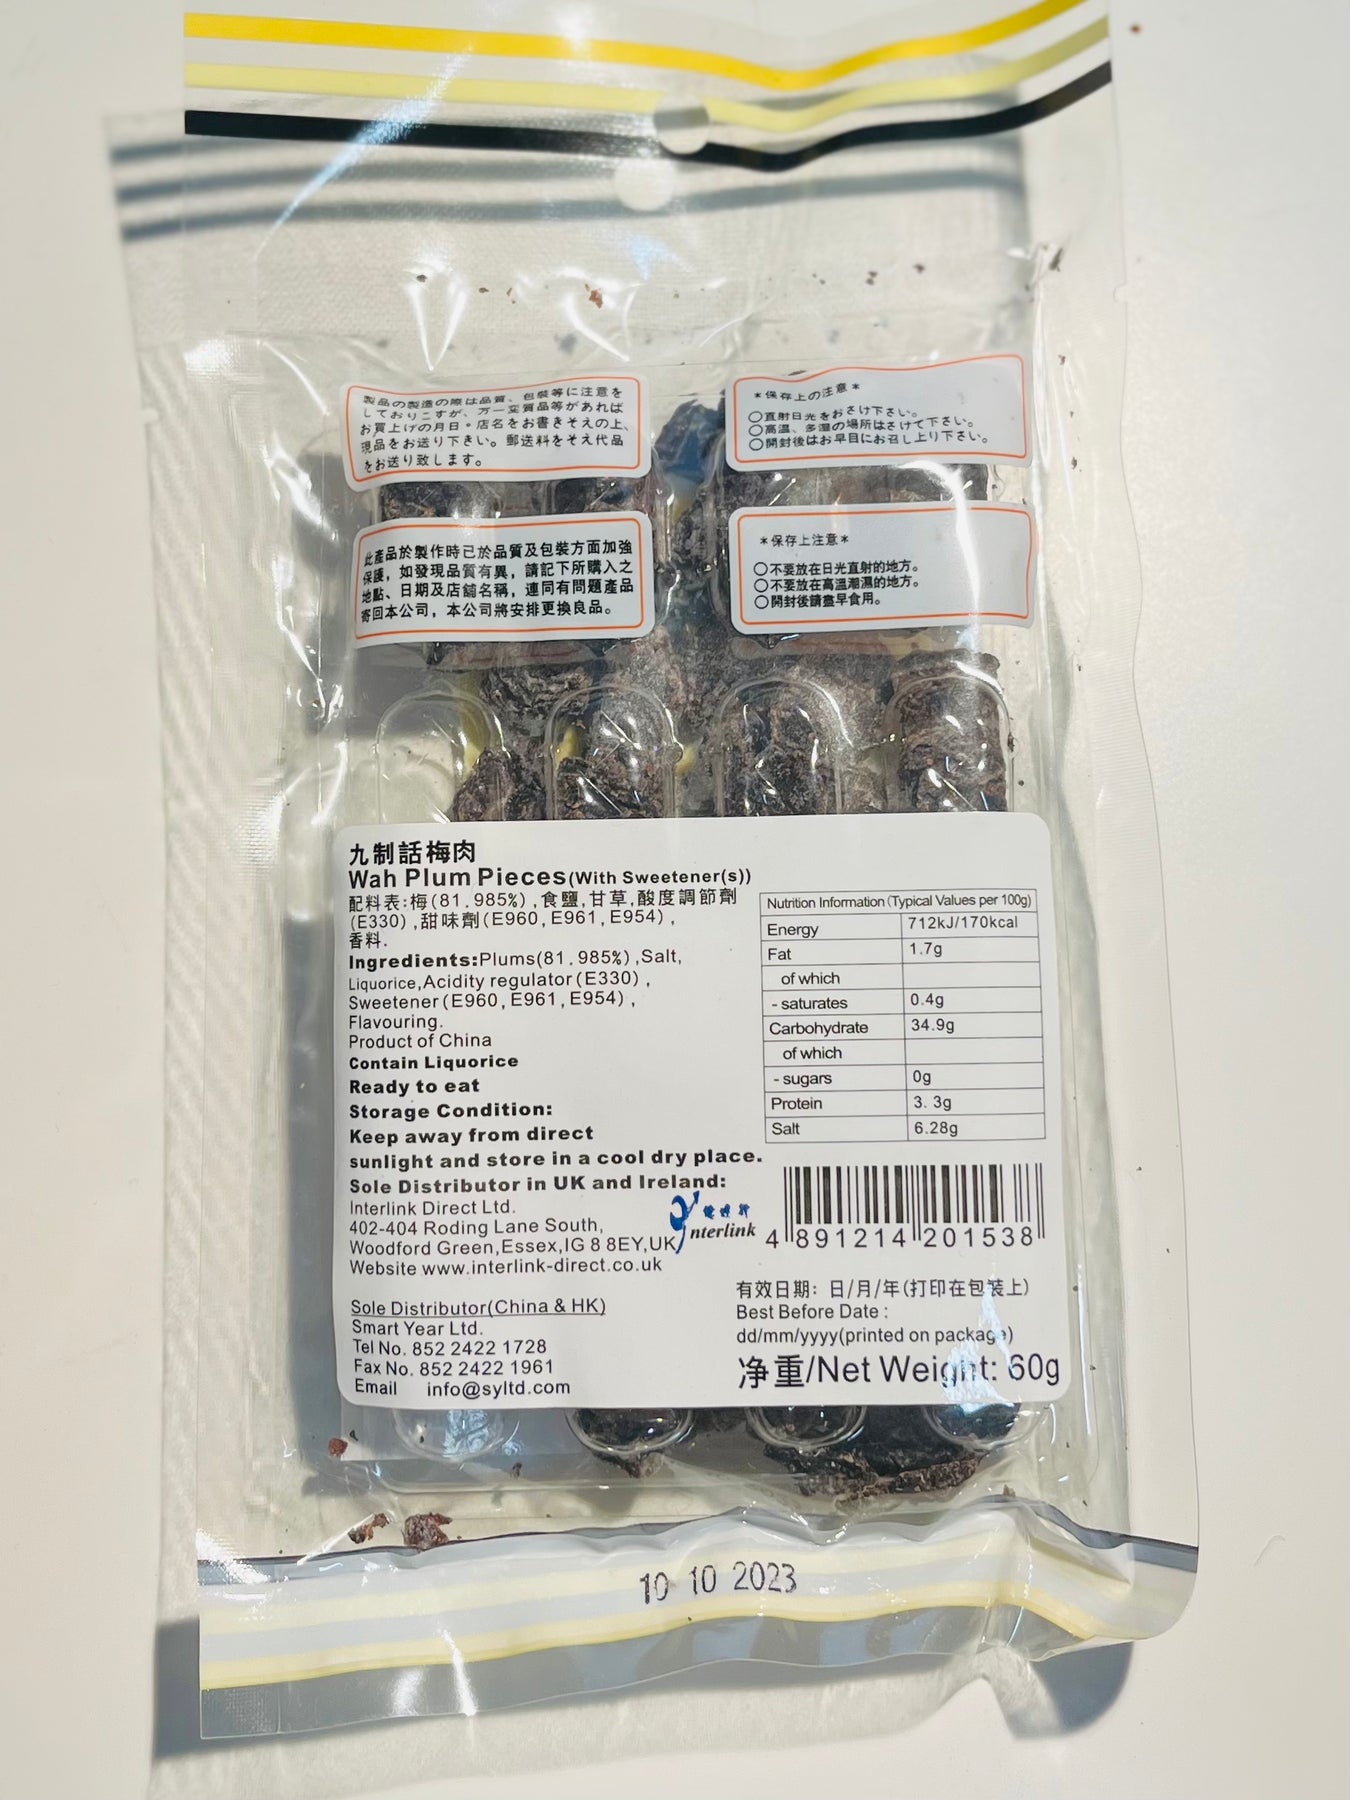 製品の製造の際は品質、包裝等に注意を
しておりこすが、万一変質品等があれば
お買上げの月日・店名をお書きそえの上、
現品をお送り下きい。郵送料をそえ代品
をお送り致します。
＊保存上の注意＊
○直射日光をおさけ下さい。
○高温、多湿の場所はさけて下さい。
○開封後はお早目にお召し上り下さい。
此產品於製作時已於品質及包裝方面加強
保護，如發現品質有異，請記下所購入之
地點、日期及店舖名稱，連同有問題產品
寄回本公司，本公司將安排更換良品。
＊保存上注意＊
○不要放在日光直射的地方。
○不要放在高溫潮濕的地方。
○開封後請盡早食用。
九制話梅肉
Wah Plum Pieces(With Sweetener(s))
配料表:梅(81.985%),食鹽,甘草,酸度調節劑
(E330),甜味劑(E960,E961,E954),
香料.
Ingredients:Plums(81.985%),Salt,
Liquorice,Acidity regulator(E330),
Sweetener(E960,E961,E954),
Flavouring.
Product of China
Contain Liquorice
Ready to eat
Storage Condition:
Keep away from direct
sunlight and store in a cool dry place.
Sole Distributor in UK and Ireland:
Interlink Direct Ltd.
402-404 Roding Lane South,
Woodford Green,Essex,IG 8 8EY,UK
Website www.interlink-direct.co.uk
Interlink
Sole Distributor(China & HK)
Smart Year Ltd.
Tel No. 852 2422 1728
Fax No. 852 2422 1961
Email info@syltd.com
Nutrition Information (Typical Values per 100g)
Energy 712kJ/170kcal
Fat 1.7g
of which
- saturates 0.4g
Carbohydrate 34.9g
of which
- sugars 0g
Protein 3. 3g
Salt 6.28g
4 891214 201538
有效日期: 日/月/年(打印在包裝上)
Best Before Date :
dd/mm/yyyy(printed on package)
净重/Net Weight: 60g
10 10 2023